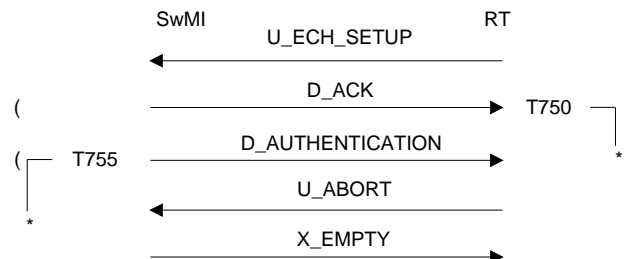 SwMI RT
U_ECH_SETUP
D_ACK
( T750
D_AUTHENTICATION
( T755 *
U_ABORT
*
X_EMPTY